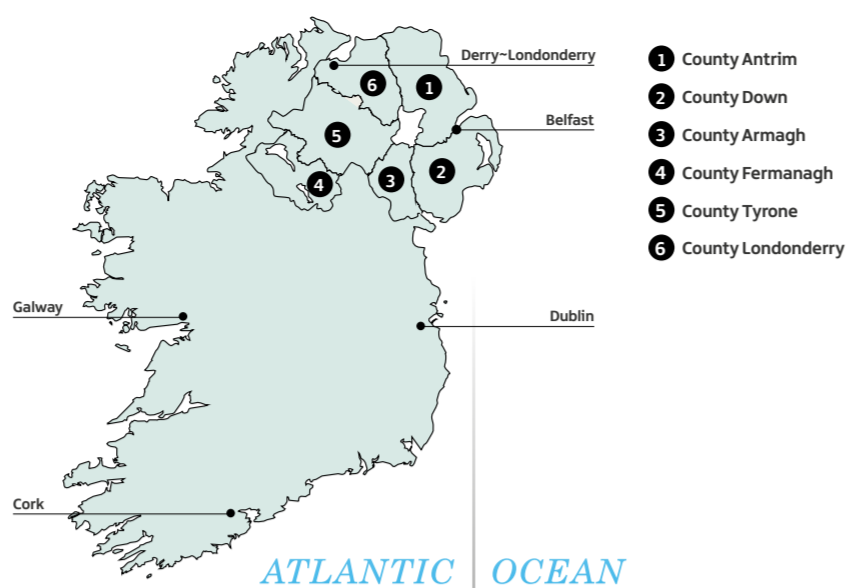 Derry~Londonderry
6
1
Belfast
5
2
3
4
Galway
Dublin
Cork
ATLANTIC OCEAN
1 County Antrim
2 County Down
3 County Armagh
4 County Fermanagh
5 County Tyrone
6 County Londonderry